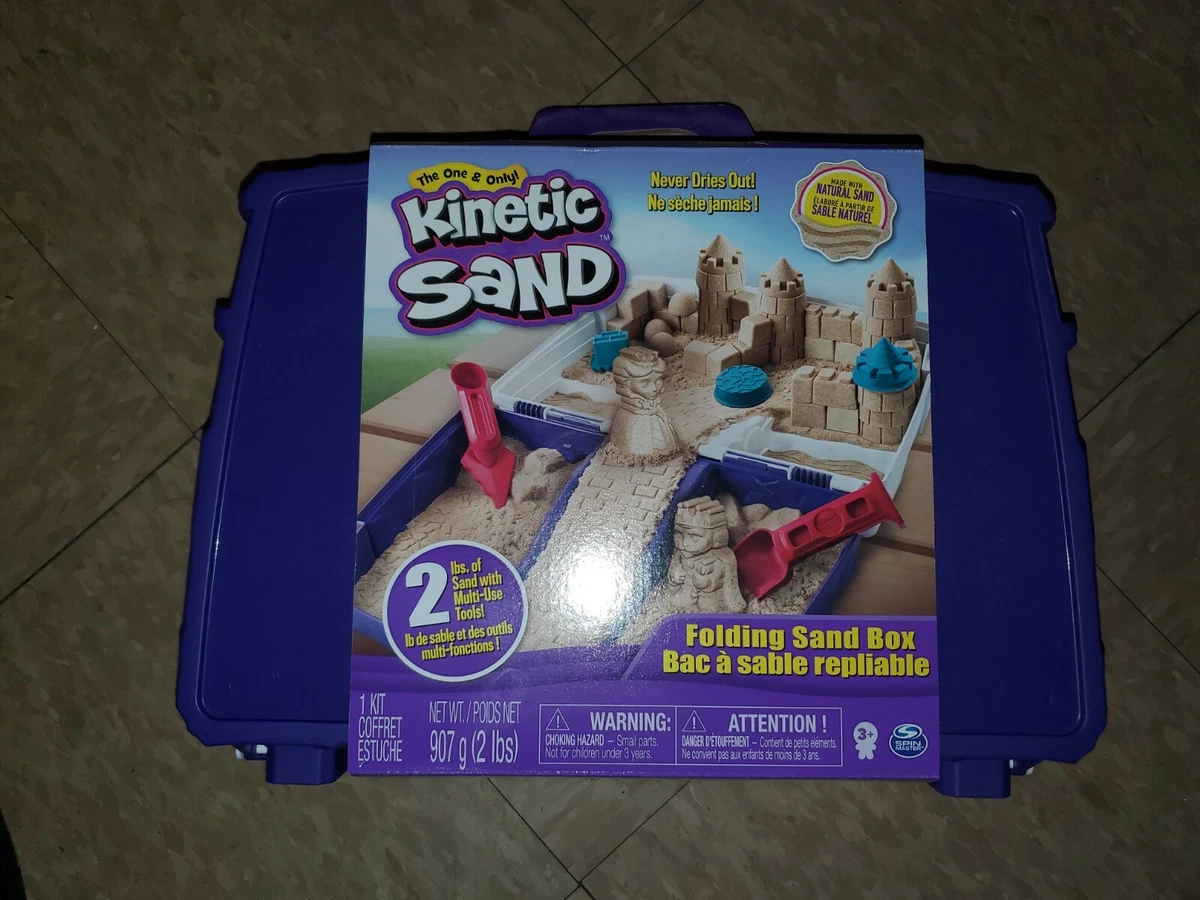 The One & Only!
Kinetic
SAND™
Never Dries Out!
Ne sèche jamais !
MADE WITH
NATURAL SAND
ÉLABORÉ À PARTIR DE
SABLE NATUREL
2
lbs. of
Sand with
Multi-Use
Tools!
lb de sable et des outils
multi-fonctions !
Folding Sand Box
Bac à sable repliable
1 KIT
COFFRET
ESTUCHE
NET WT. / POIDS NET
907 g (2 lbs)
WARNING:
CHOKING HAZARD – Small parts.
Not for children under 3 years.
ATTENTION !
DANGER D'ÉTOUFFEMENT – Contient de petits éléments.
Ne convient pas aux enfants de moins de 3 ans.
3+
SPIN
MASTER